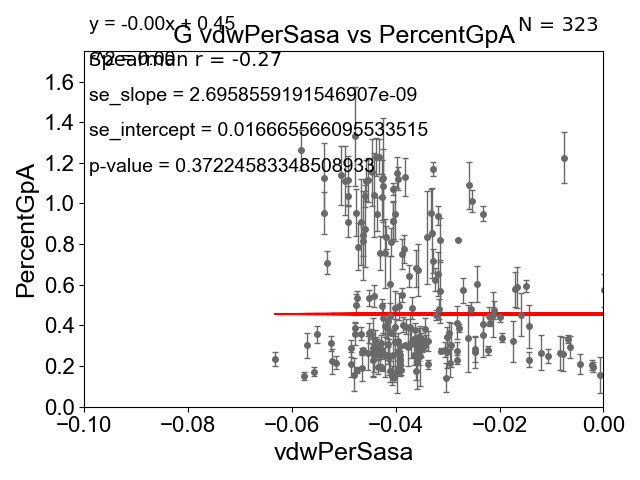 y = -0.00x + 0.45
N = 323
G vdwPerSasa vs PercentGpA
Spearman r = -0.27
se_slope = 2.6958559191546907e-09
se_intercept = 0.016665566095533515
p-value = 0.37224583348508933
PercentGpA
1.6
1.4
1.2
1.0
0.8
0.6
0.4
0.2
0.0
−0.10 −0.08 −0.06 −0.04 −0.02 0.00
vdwPerSasa